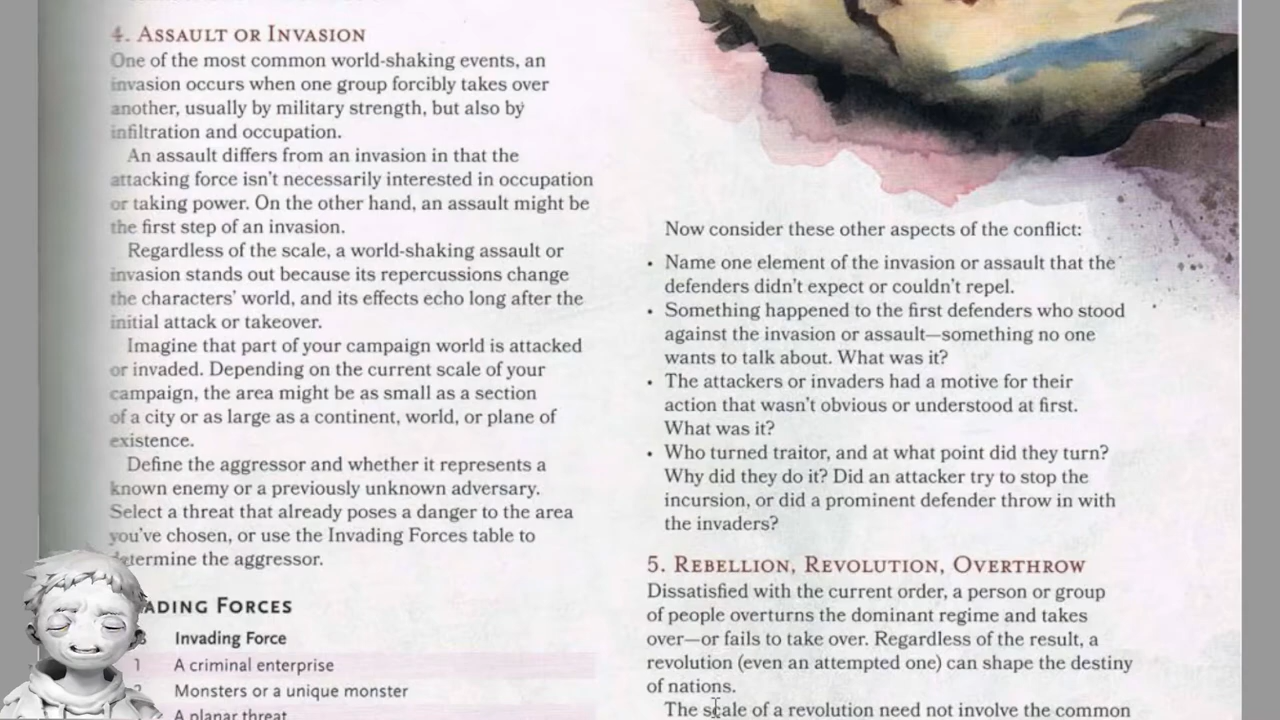 4. ASSAULT OR INVASION
One of the most common world-shaking events, an
invasion occurs when one group forcibly takes over
another, usually by military strength, but also by
infiltration and occupation.
An assault differs from an invasion in that the
attacking force isn't necessarily interested in occupation
or taking power. On the other hand, an assault might be
the first step of an invasion.
Regardless of the scale, a world-shaking assault or
invasion stands out because its repercussions change
the characters' world, and its effects echo long after the
initial attack or takeover.
Imagine that part of your campaign world is attacked
or invaded. Depending on the current scale of your
campaign, the area might be as small as a section
of a city or as large as a continent, world, or plane of
existence.
Define the aggressor and whether it represents a
known enemy or a previously unknown adversary.
Select a threat that already poses a danger to the area
you've chosen, or use the Invading Forces table to
determine the aggressor.
ADING FORCES
8 Invading Force
1 A criminal enterprise
2 Monsters or a unique monster
A planar threat
Now consider these other aspects of the conflict:
• Name one element of the invasion or assault that the
defenders didn't expect or couldn't repel.
• Something happened to the first defenders who stood
against the invasion or assault—something no one
wants to talk about. What was it?
• The attackers or invaders had a motive for their
action that wasn't obvious or understood at first.
What was it?
• Who turned traitor, and at what point did they turn?
Why did they do it? Did an attacker try to stop the
incursion, or did a prominent defender throw in with
the invaders?
5. REBELLION, REVOLUTION, OVERTHROW
Dissatisfied with the current order, a person or group
of people overturns the dominant regime and takes
over—or fails to take over. Regardless of the result, a
revolution (even an attempted one) can shape the destiny
of nations.
The scale of a revolution need not involve the common